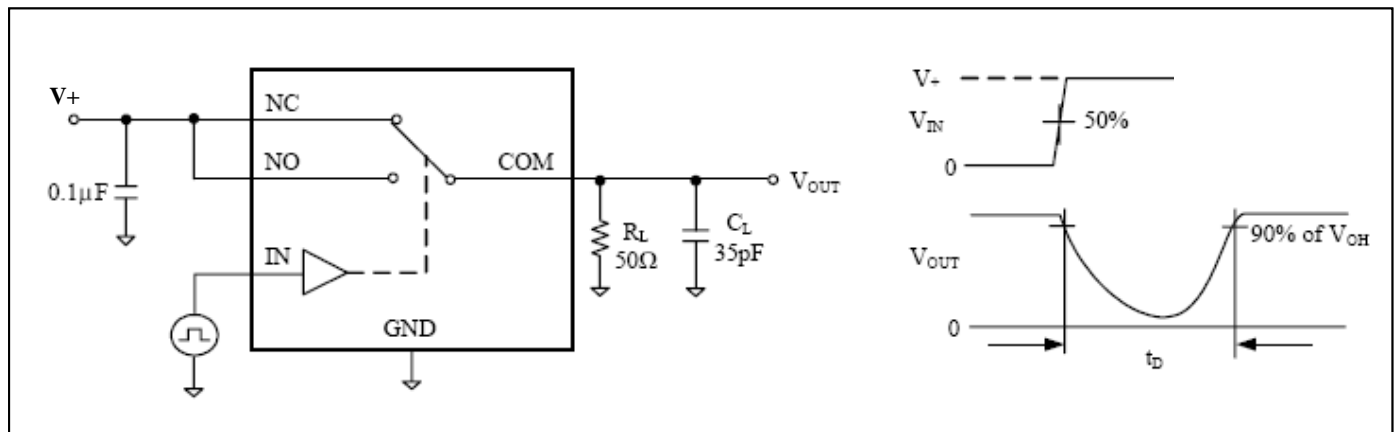 V+
NC
NO
COM
0.1μF
IN
GND
R_L
50Ω
C_L
35pF
V_OUT
V+
V_IN
50%
0
V_OUT
90% of V_OH
0
t_D